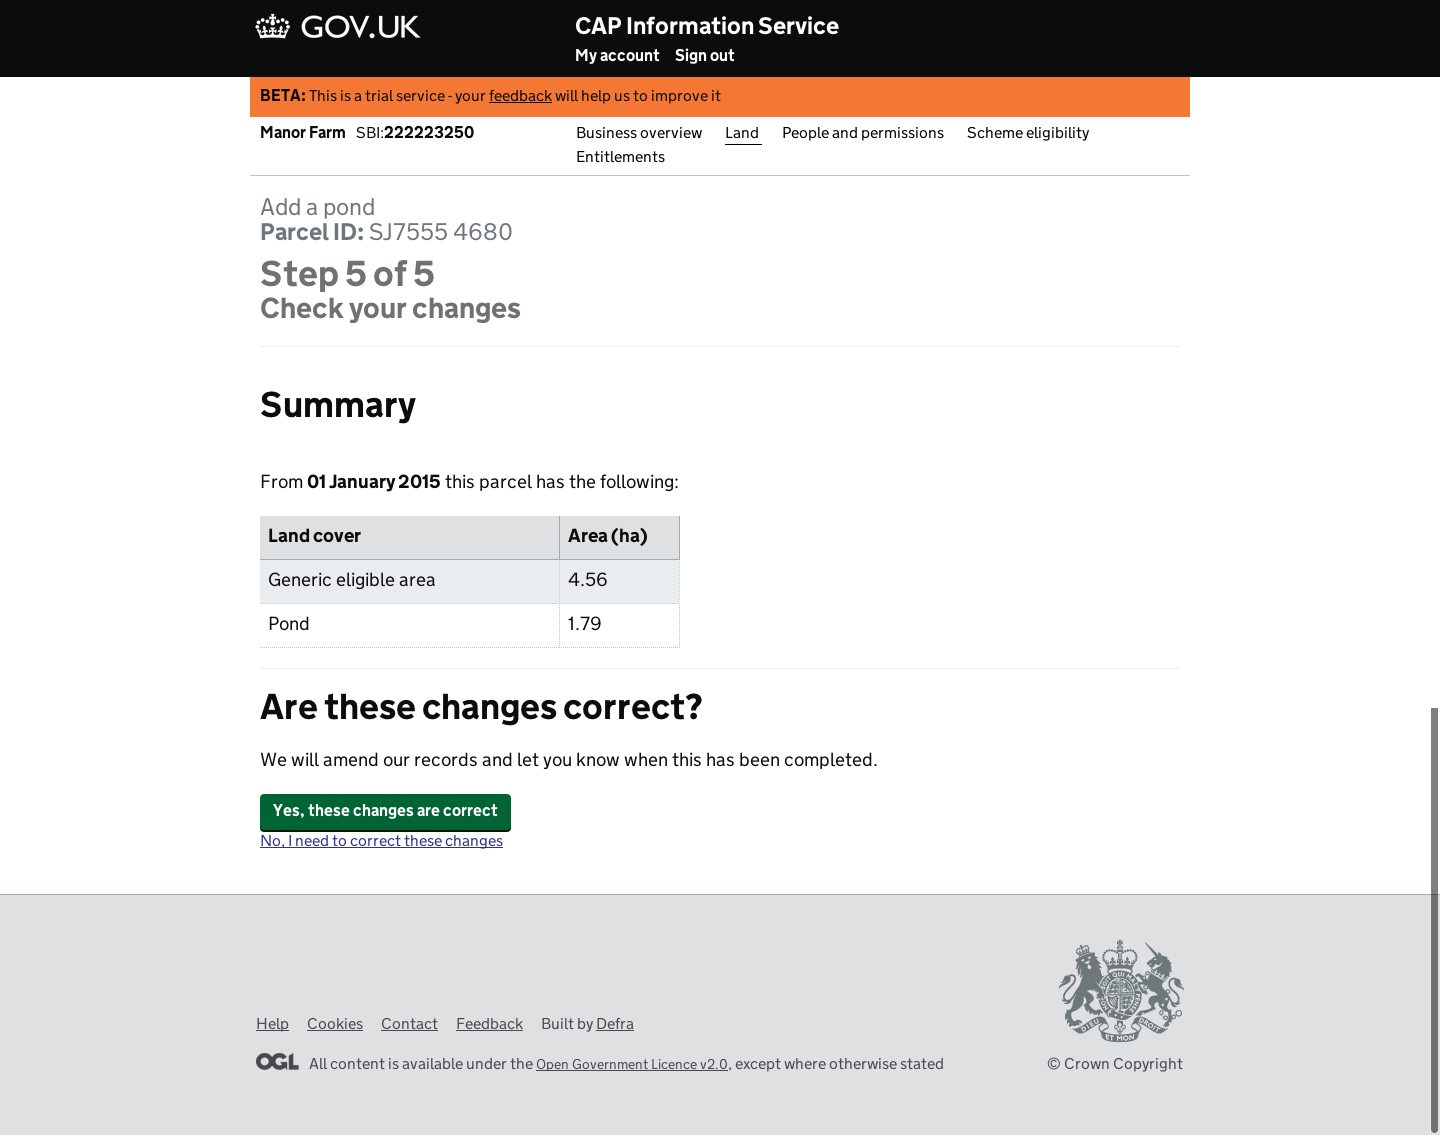 GOV.UK
CAP Information Service
My account Sign out
BETA: This is a trial service - your feedback will help us to improve it
Manor Farm SBI:222223250
Business overview Land People and permissions Scheme eligibility
Entitlements
Add a pond
Parcel ID: SJ7555 4680
Step 5 of 5
Check your changes
Summary
From 01 January 2015 this parcel has the following:
Land cover Area (ha)
Generic eligible area 4.56
Pond 1.79
Are these changes correct?
We will amend our records and let you know when this has been completed.
Yes, these changes are correct
No, I need to correct these changes
Help Cookies Contact Feedback Built by Defra
OGL All content is available under the Open Government Licence v2.0, except where otherwise stated
© Crown Copyright